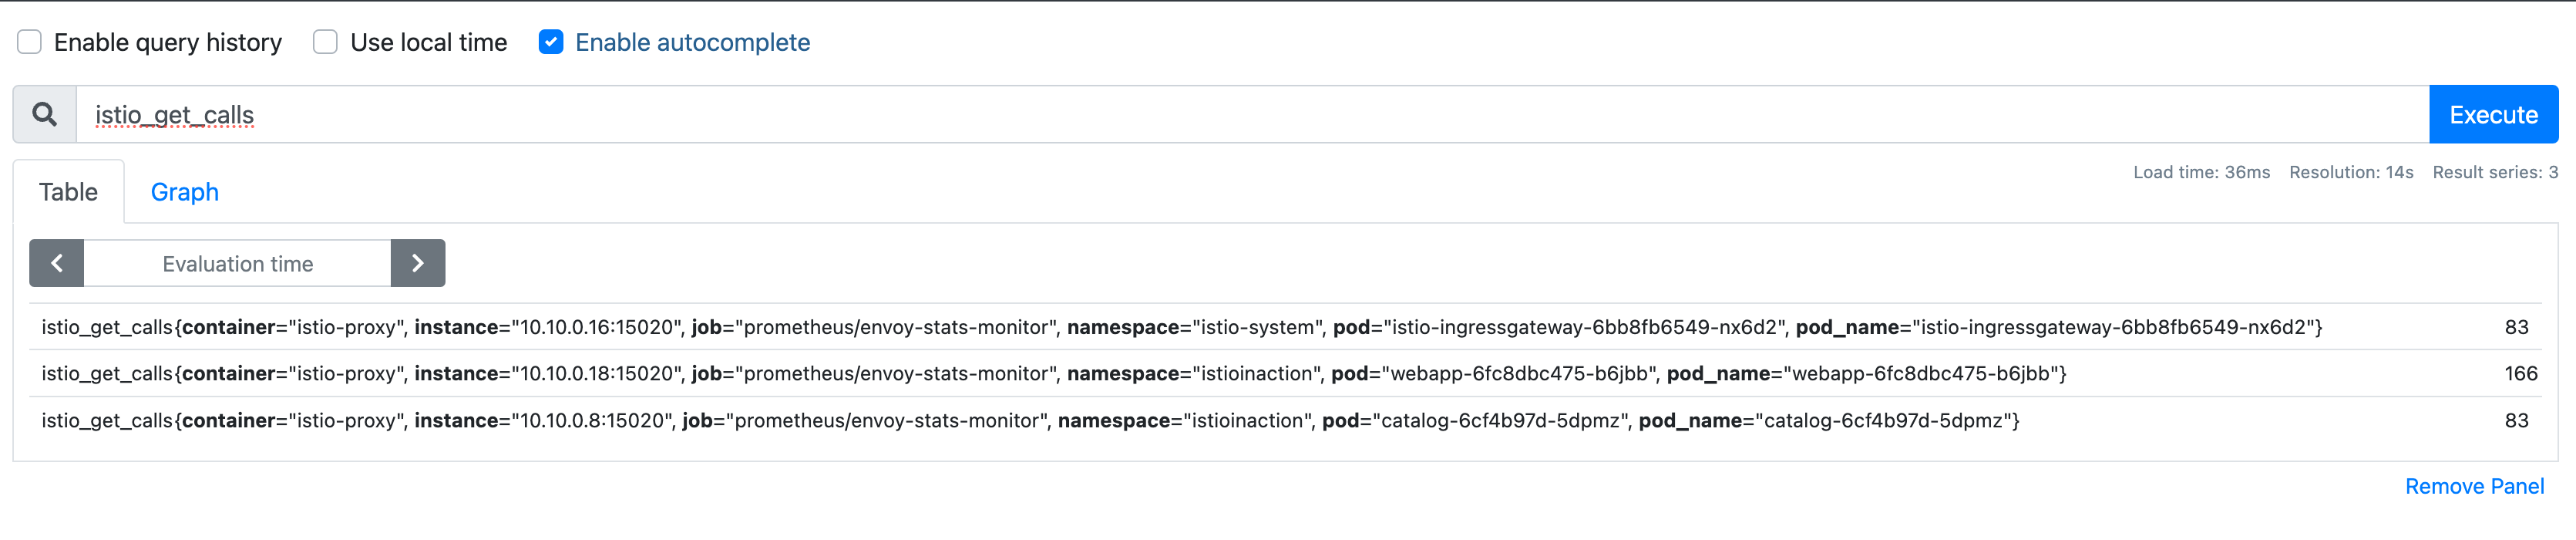 Enable query history Use local time Enable autocomplete
istio_get_calls Execute
Table Graph Load time: 36ms Resolution: 14s Result series: 3
Evaluation time
istio_get_calls{container="istio-proxy", instance="10.10.0.16:15020", job="prometheus/envoy-stats-monitor", namespace="istio-system", pod="istio-ingressgateway-6bb8fb6549-nx6d2", pod_name="istio-ingressgateway-6bb8fb6549-nx6d2"} 83
istio_get_calls{container="istio-proxy", instance="10.10.0.18:15020", job="prometheus/envoy-stats-monitor", namespace="istioinaction", pod="webapp-6fc8dbc475-b6jbb", pod_name="webapp-6fc8dbc475-b6jbb"} 166
istio_get_calls{container="istio-proxy", instance="10.10.0.8:15020", job="prometheus/envoy-stats-monitor", namespace="istioinaction", pod="catalog-6cf4b97d-5dpmz", pod_name="catalog-6cf4b97d-5dpmz"} 83
Remove Panel